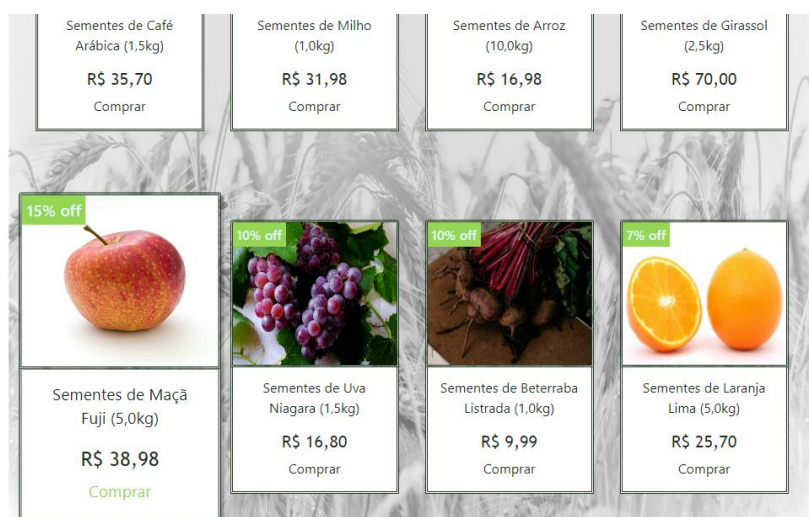 Sementes de Café
Arábica (1,5kg)
R$ 35,70
Comprar
Sementes de Milho
(1,0kg)
R$ 31,98
Comprar
Sementes de Arroz
(10,0kg)
R$ 16,98
Comprar
Sementes de Girassol
(2,5kg)
R$ 70,00
Comprar
15% off
Sementes de Maçã
Fuji (5,0kg)
R$ 38,98
Comprar
10% off
Sementes de Uva
Niagara (1,5kg)
R$ 16,80
Comprar
10% off
Sementes de Beterraba
Listrada (1,0kg)
R$ 9,99
Comprar
7% off
Sementes de Laranja
Lima (5,0kg)
R$ 25,70
Comprar